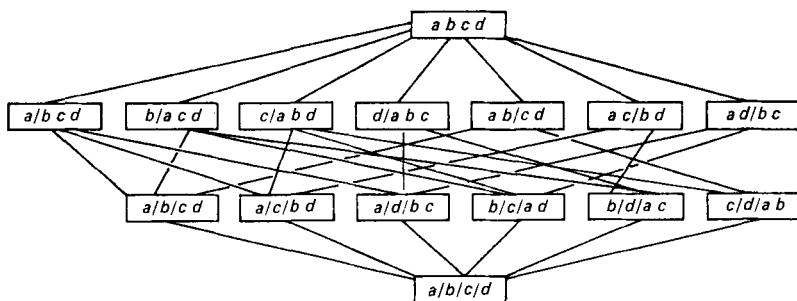 a b c d
a/b c d b/a c d c/a b d d/a b c a b/c d a c/b d a d/b c
a/b/c d a/c/b d a/d/b c b/c/a d b/d/a c c/d/a b
a/b/c/d